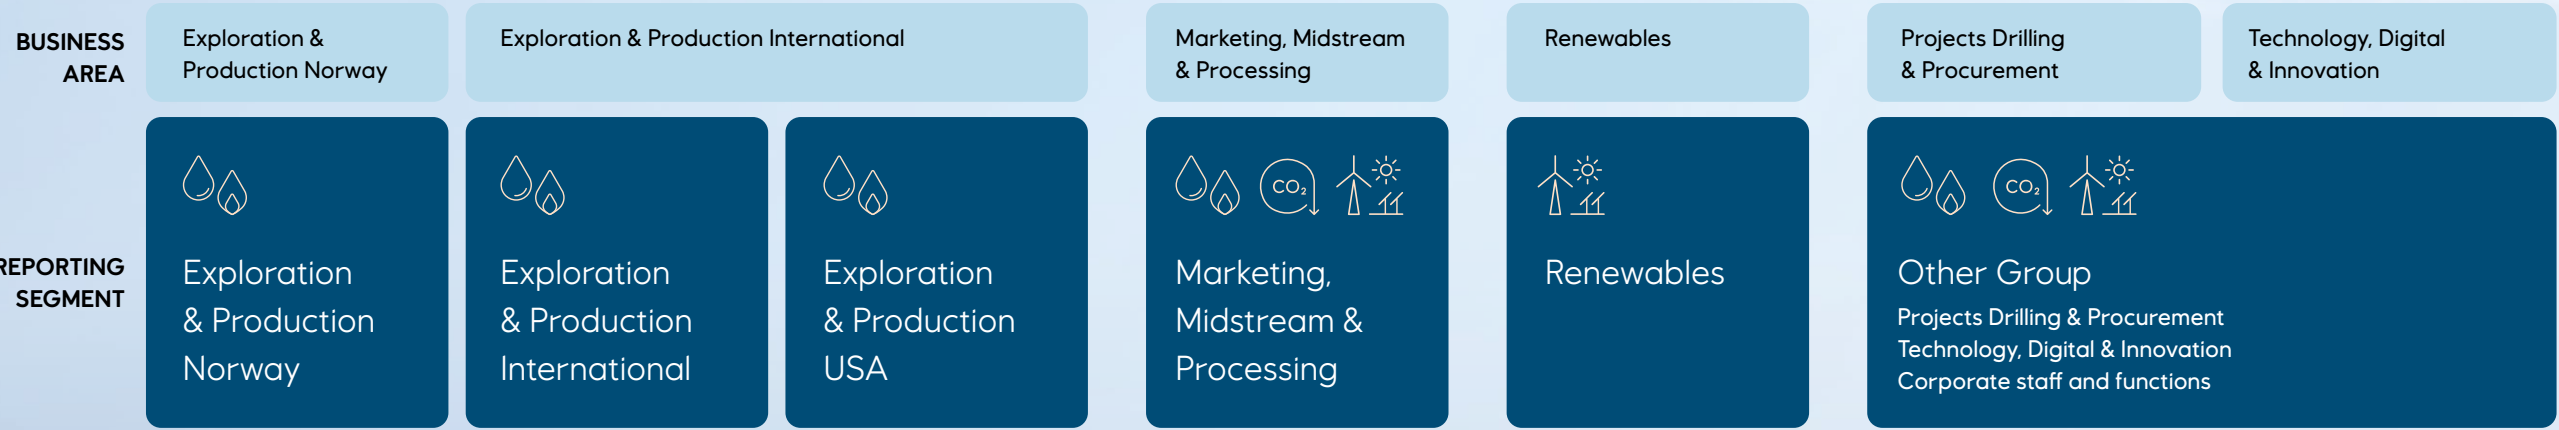 BUSINESS
AREA
Exploration &
Production Norway
Exploration & Production International
Marketing, Midstream
& Processing
Renewables
Projects Drilling
& Procurement
Technology, Digital
& Innovation
REPORTING
SEGMENT
Exploration
& Production
Norway
Exploration
& Production
International
Exploration
& Production
USA
CO₂
Marketing,
Midstream &
Processing
Renewables
CO₂
Other Group
Projects Drilling & Procurement
Technology, Digital & Innovation
Corporate staff and functions